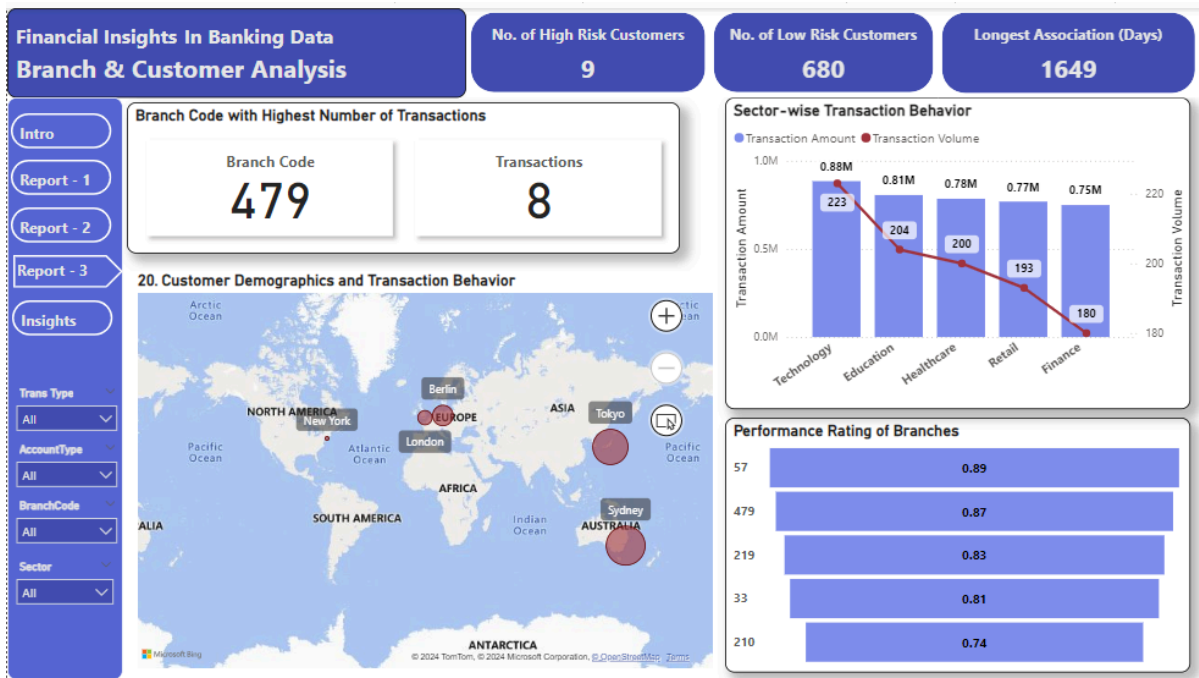 Financial Insights In Banking Data
Branch & Customer Analysis
No. of High Risk Customers
9
No. of Low Risk Customers
680
Longest Association (Days)
1649
Intro
Report - 1
Report - 2
Report - 3
Insights
Trans Type
All
AccountType
All
BranchCode
All
Sector
All
Branch Code with Highest Number of Transactions
Branch Code
479
Transactions
8
20. Customer Demographics and Transaction Behavior
Arctic
Ocean
Arctic
Ocean
NORTH AMERICA
New York
Berlin
EUROPE
London
ASIA
Tokyo
Pacific
Ocean
Atlantic
Ocean
Pacific
Ocean
AFRICA
SOUTH AMERICA
Indian
Ocean
Sydney
AUSTRALIA
ALIA
ANTARCTICA
Microsoft Bing
© 2024 TomTom, © 2024 Microsoft Corporation, © OpenStreetMap Terms
Sector-wise Transaction Behavior
Transaction Amount Transaction Volume
Transaction Amount
1.0M
0.5M
0.0M
0.88M
0.81M
0.78M
0.77M
0.75M
223
204
200
193
180
220
200
180
Transaction Volume
Technology
Education
Healthcare
Retail
Finance
Performance Rating of Branches
57 0.89
479 0.87
219 0.83
33 0.81
210 0.74